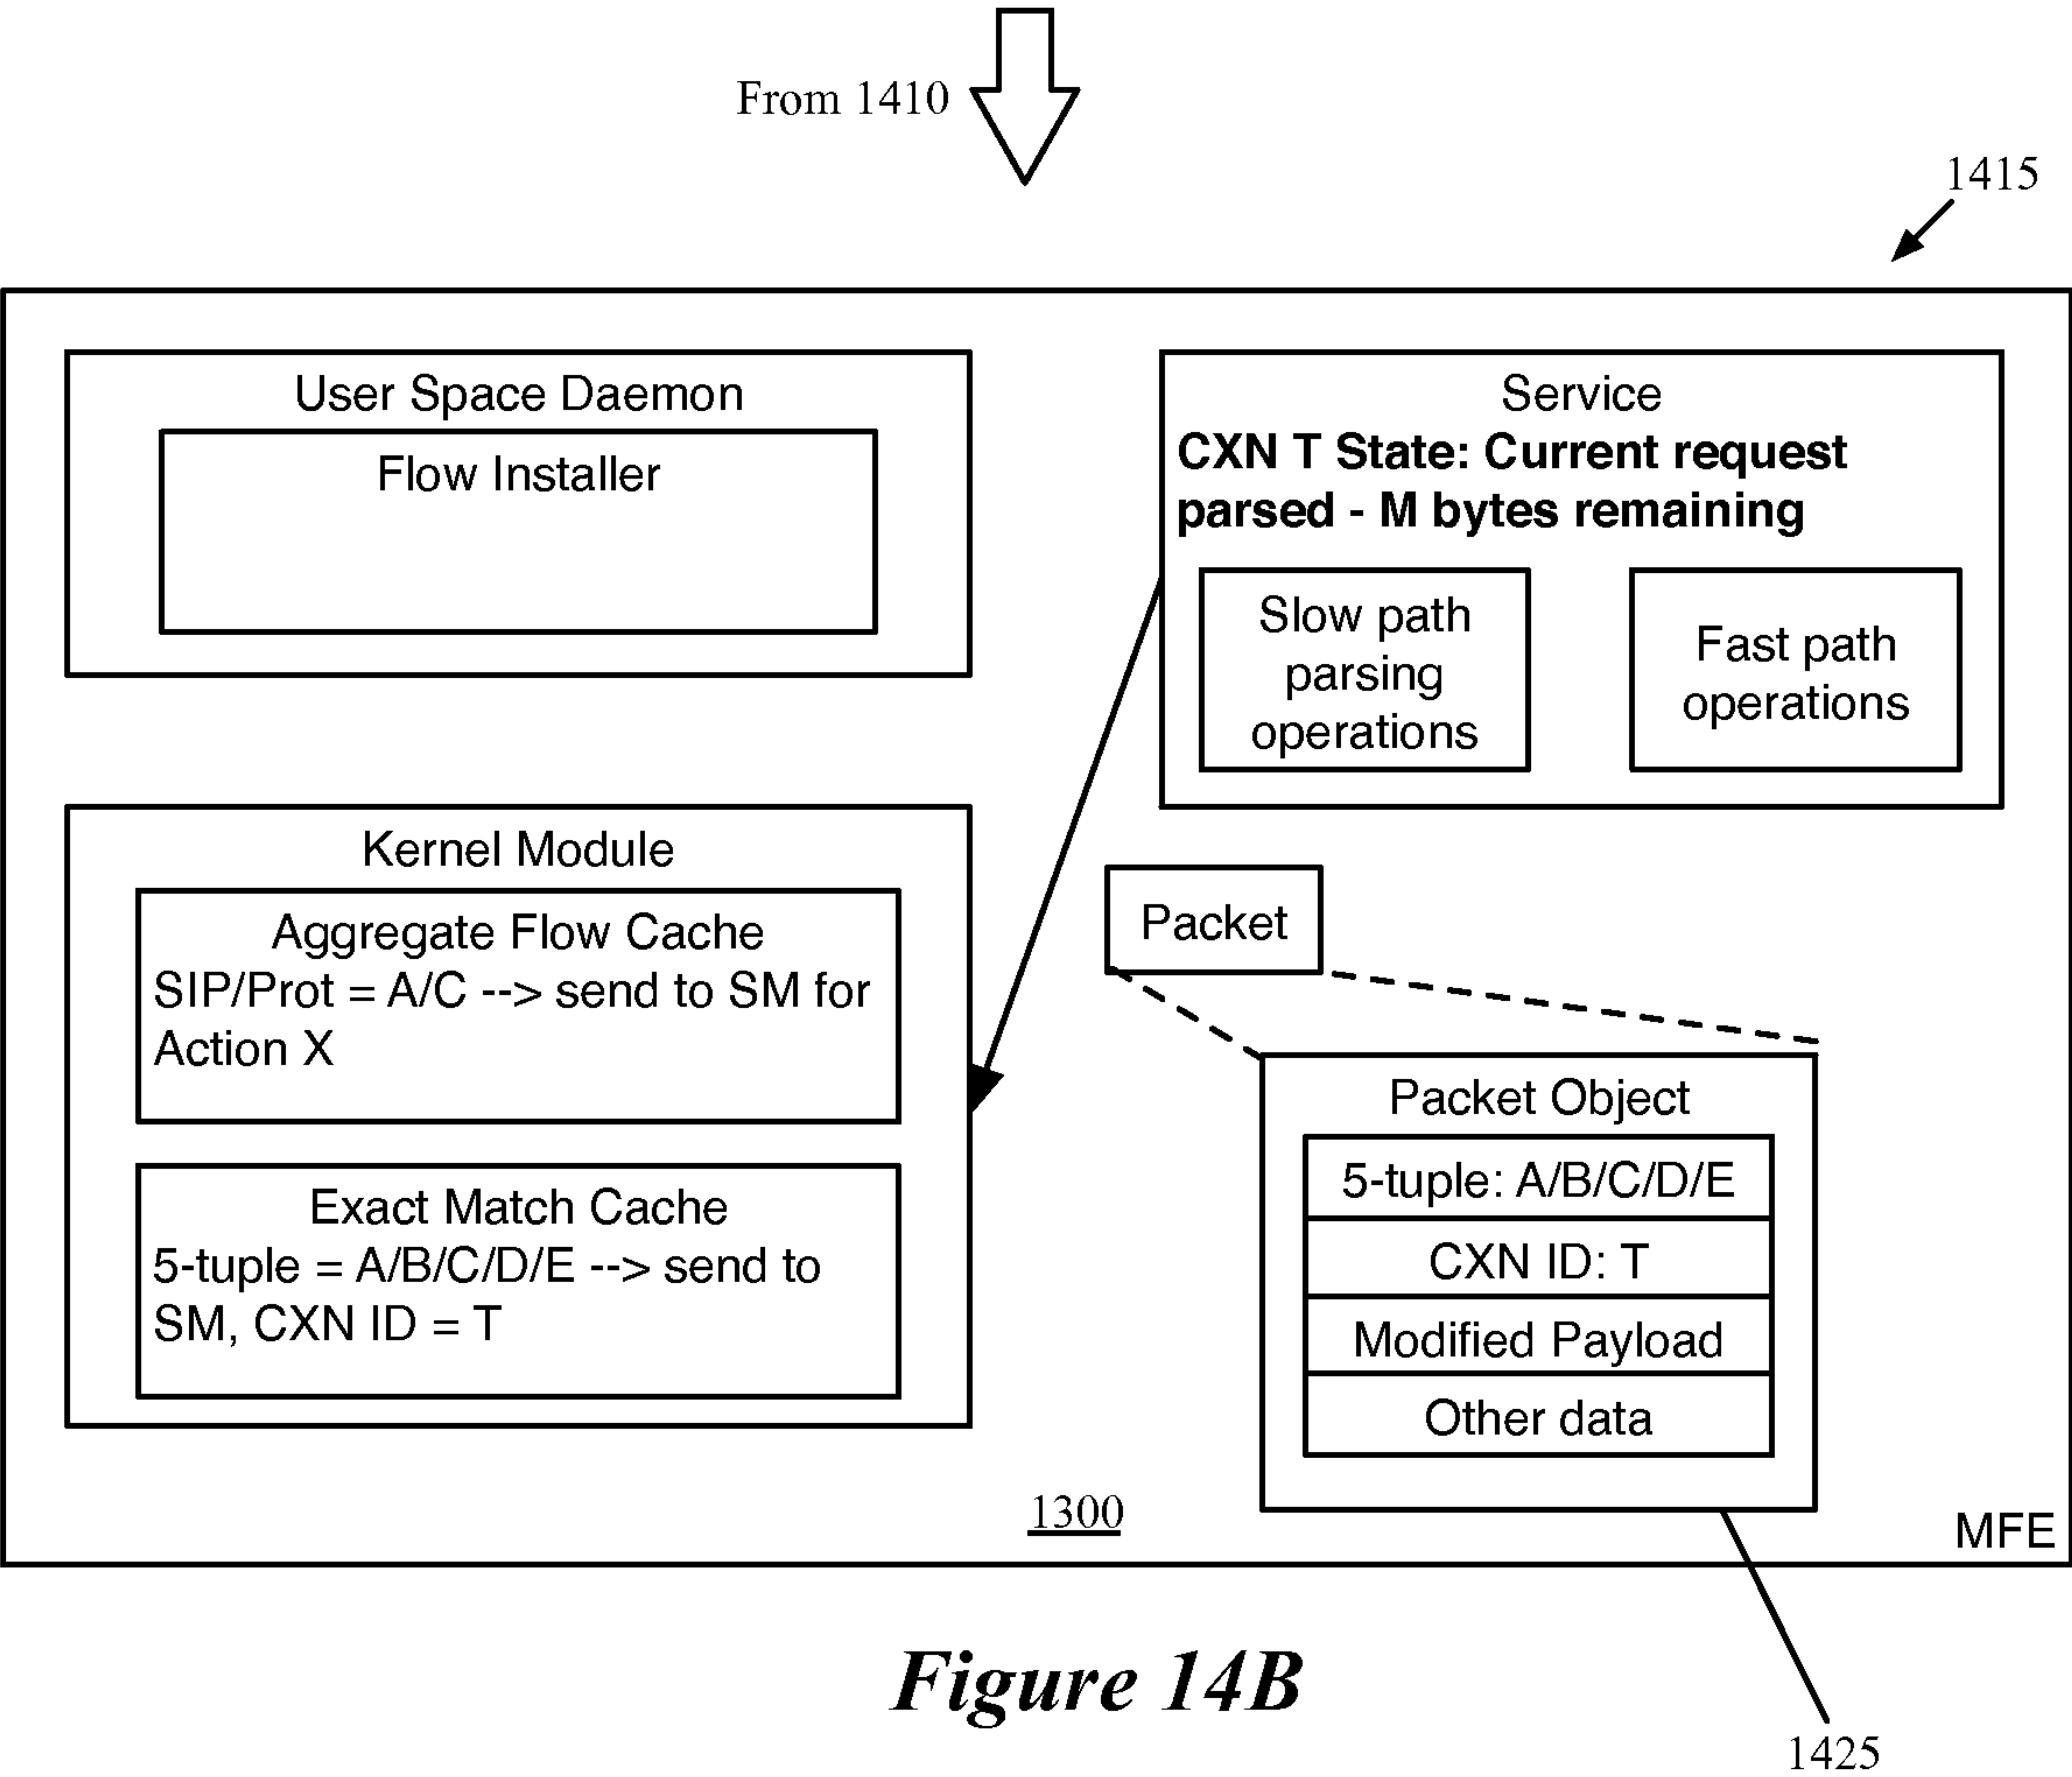 From 1410
1415
User Space Daemon
Flow Installer
Service
CXN T State: Current request
parsed - M bytes remaining
Slow path
parsing
operations
Fast path
operations
Kernel Module
Aggregate Flow Cache
SIP/Prot = A/C --> send to SM for
Action X
Exact Match Cache
5-tuple = A/B/C/D/E --> send to
SM, CXN ID = T
Packet
Packet Object
5-tuple: A/B/C/D/E
CXN ID: T
Modified Payload
Other data
1300
MFE
Figure 14B
1425